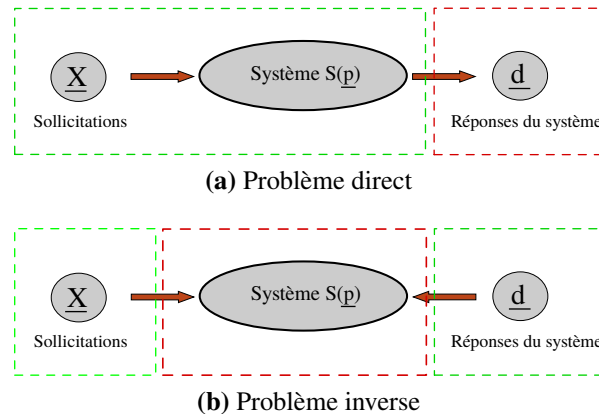 X
Système S(p)
d
Sollicitations
Réponses du système
(a) Problème direct
X
Système S(p)
d
Sollicitations
Réponses du système
(b) Problème inverse